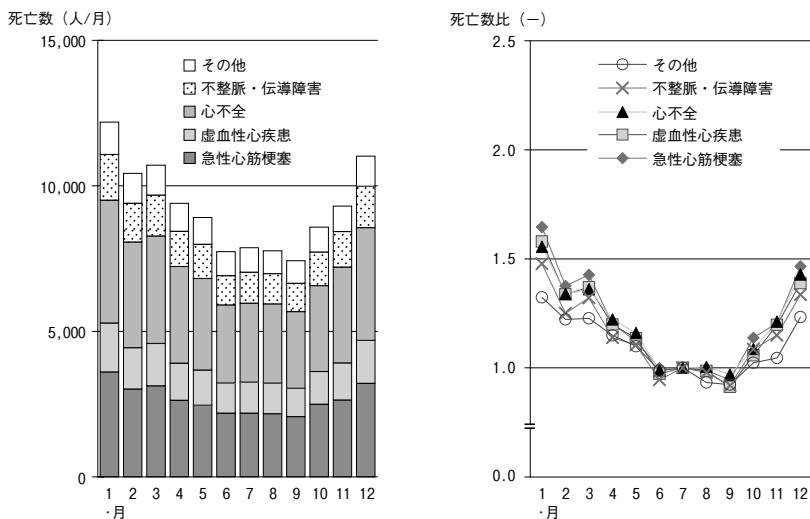 死亡数（人/月）
15,000
10,000
5,000
0
その他
不整脈・伝導障害
心不全
虚血性心疾患
急性心筋梗塞
1 2 3 4 5 6 7 8 9 10 11 12
・月
死亡数比（－）
2.5
2.0
1.5
1.0
0.0
その他
不整脈・伝導障害
心不全
虚血性心疾患
急性心筋梗塞
1 2 3 4 5 6 7 8 9 10 11 12
・月